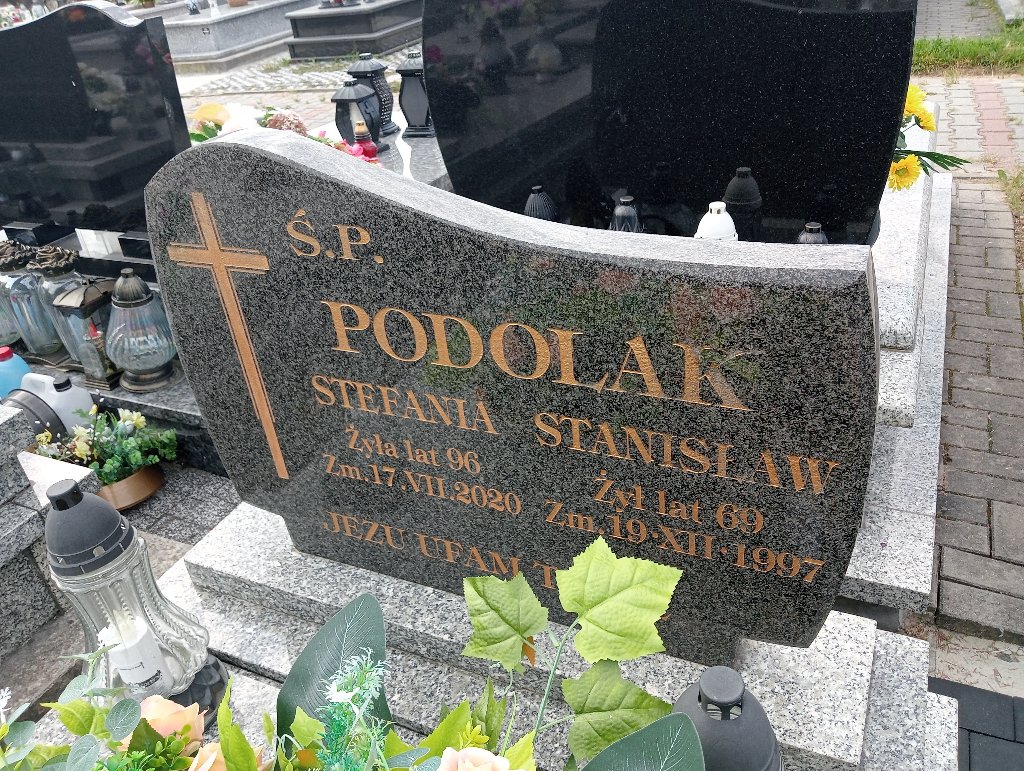 Ś.P.
PODOLAK
STEFANIA STANISŁAW
Żyła lat 96 Żył lat 69
Zm.17.VII.2020 Zm.19·XII·1997
JEZU UFAM